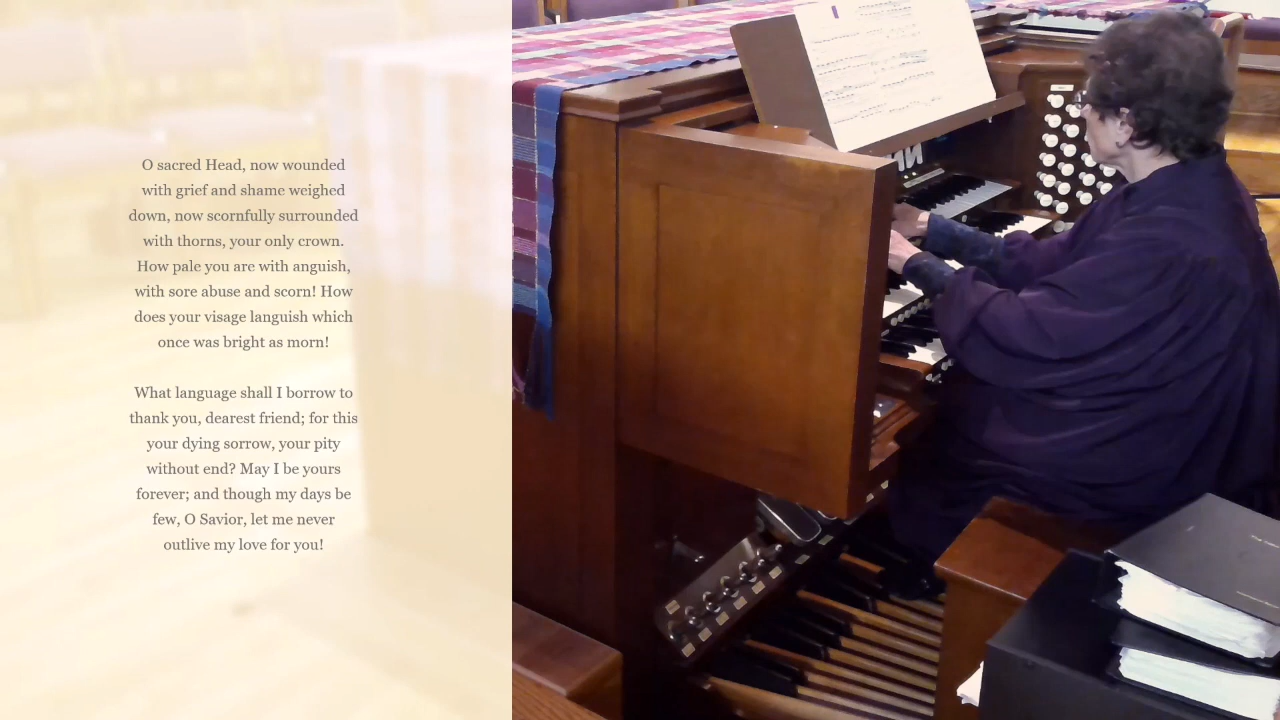 O sacred Head, now wounded
with grief and shame weighed
down, now scornfully surrounded
with thorns, your only crown.
How pale you are with anguish,
with sore abuse and scorn! How
does your visage languish which
once was bright as morn!
What language shall I borrow to
thank you, dearest friend; for this
your dying sorrow, your pity
without end? May I be yours
forever; and though my days be
few, O Savior, let me never
outlive my love for you!